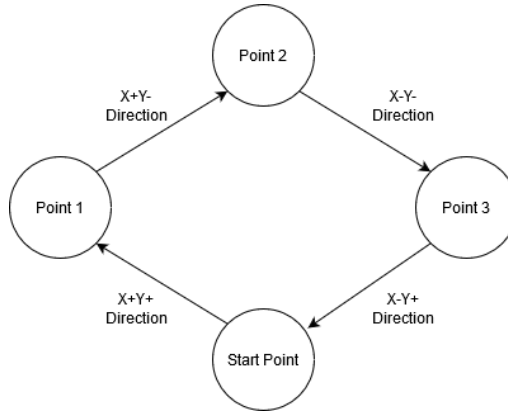 Point 2
X+Y-
Direction
X-Y-
Direction
Point 1
Point 3
X+Y+
Direction
X-Y+
Direction
Start Point